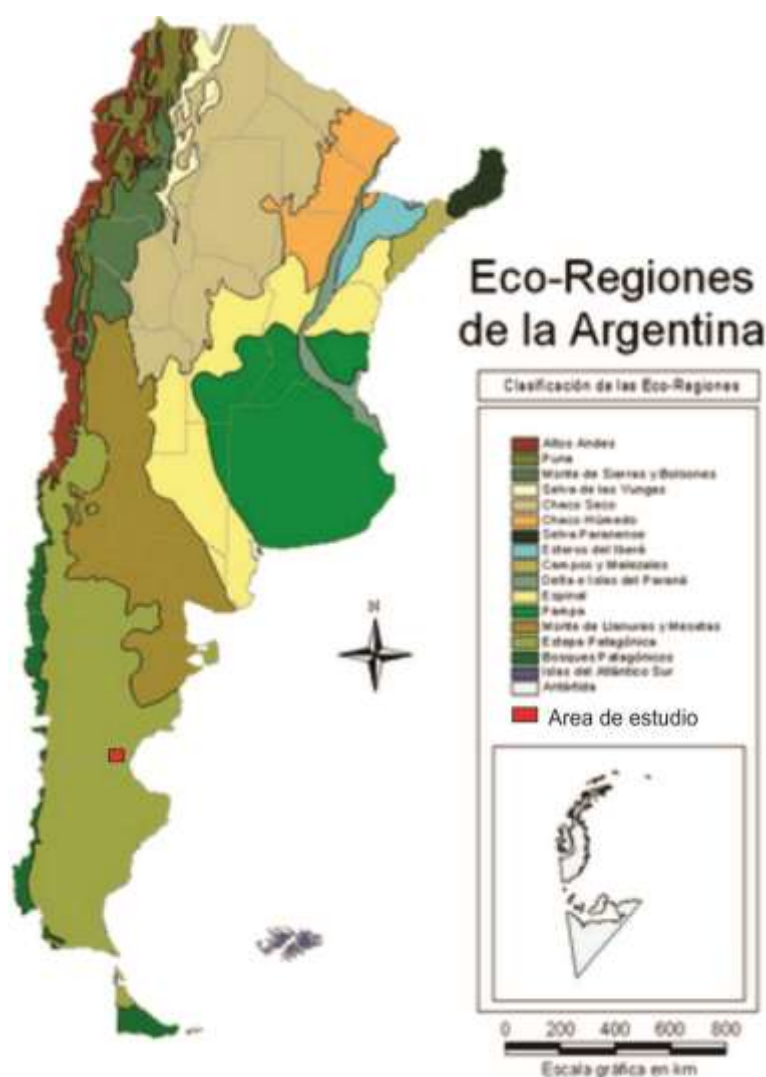 Eco-Regiones
de la Argentina
Clasificación de las Eco-Regiones
Altos Andes
Puna
Monte de Sierras y Bolsones
Selva de las Yungas
Chaco Seco
Chaco Húmedo
Selva Paranense
Esteros del Iberá
Campos y Malezales
Delta e Islas del Paraná
Espinal
Pampa
Monte de Llanuras y Mesetas
Estepa Patagónica
Bosques Patagónicos
Islas del Atlántico Sur
Antártida
Area de estudio
N
0 200 400 600 800
Escala gráfica en km